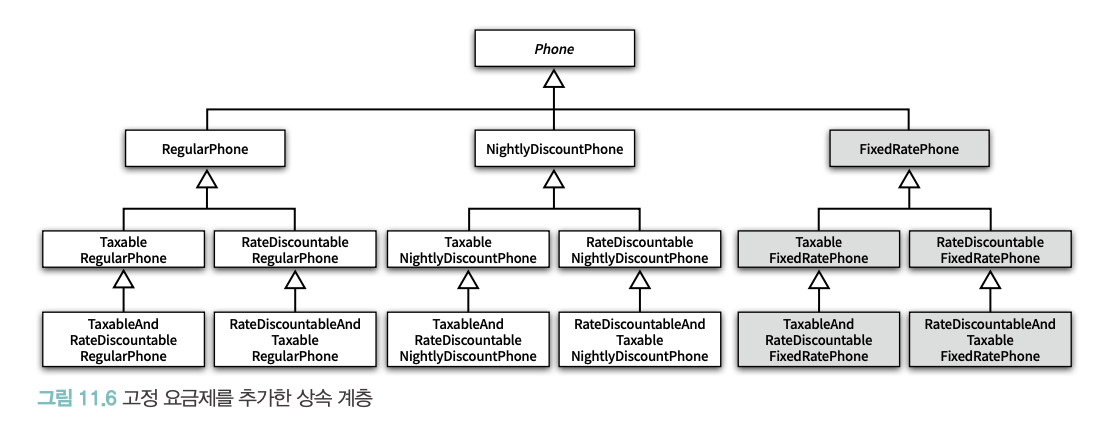 Phone
RegularPhone
NightlyDiscountPhone
FixedRatePhone
Taxable
RegularPhone
RateDiscountable
RegularPhone
Taxable
NightlyDiscountPhone
RateDiscountable
NightlyDiscountPhone
Taxable
FixedRatePhone
RateDiscountable
FixedRatePhone
TaxableAnd
RateDiscountable
RegularPhone
RateDiscountableAnd
Taxable
RegularPhone
TaxableAnd
RateDiscountable
NightlyDiscountPhone
RateDiscountableAnd
Taxable
NightlyDiscountPhone
TaxableAnd
RateDiscountable
FixedRatePhone
RateDiscountableAnd
Taxable
FixedRatePhone
그림 11.6 고정 요금제를 추가한 상속 계층